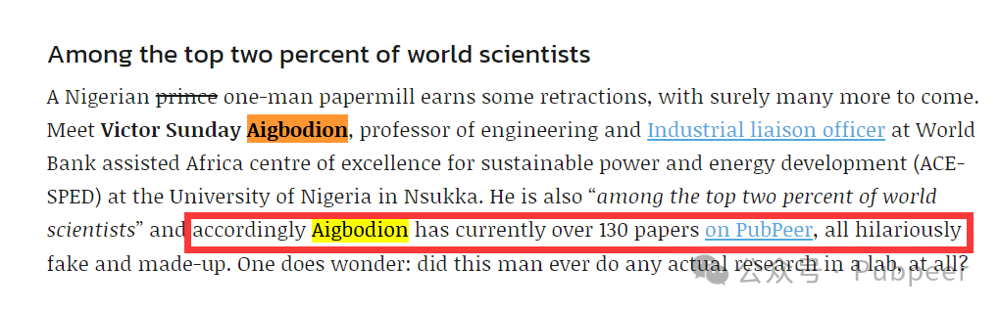 Among the top two percent of world scientists
A Nigerian prince one-man papermill earns some retractions, with surely many more to come.
Meet Victor Sunday Aigbodion, professor of engineering and Industrial liaison officer at World
Bank assisted Africa centre of excellence for sustainable power and energy development (ACE-
SPED) at the University of Nigeria in Nsukka. He is also “among the top two percent of world
scientists” and accordingly Aigbodion has currently over 130 papers on PubPeer, all hilariously
fake and made-up. One does wonder: did this man ever do any actual research in a lab, at all?
公众号 · Pubpeer